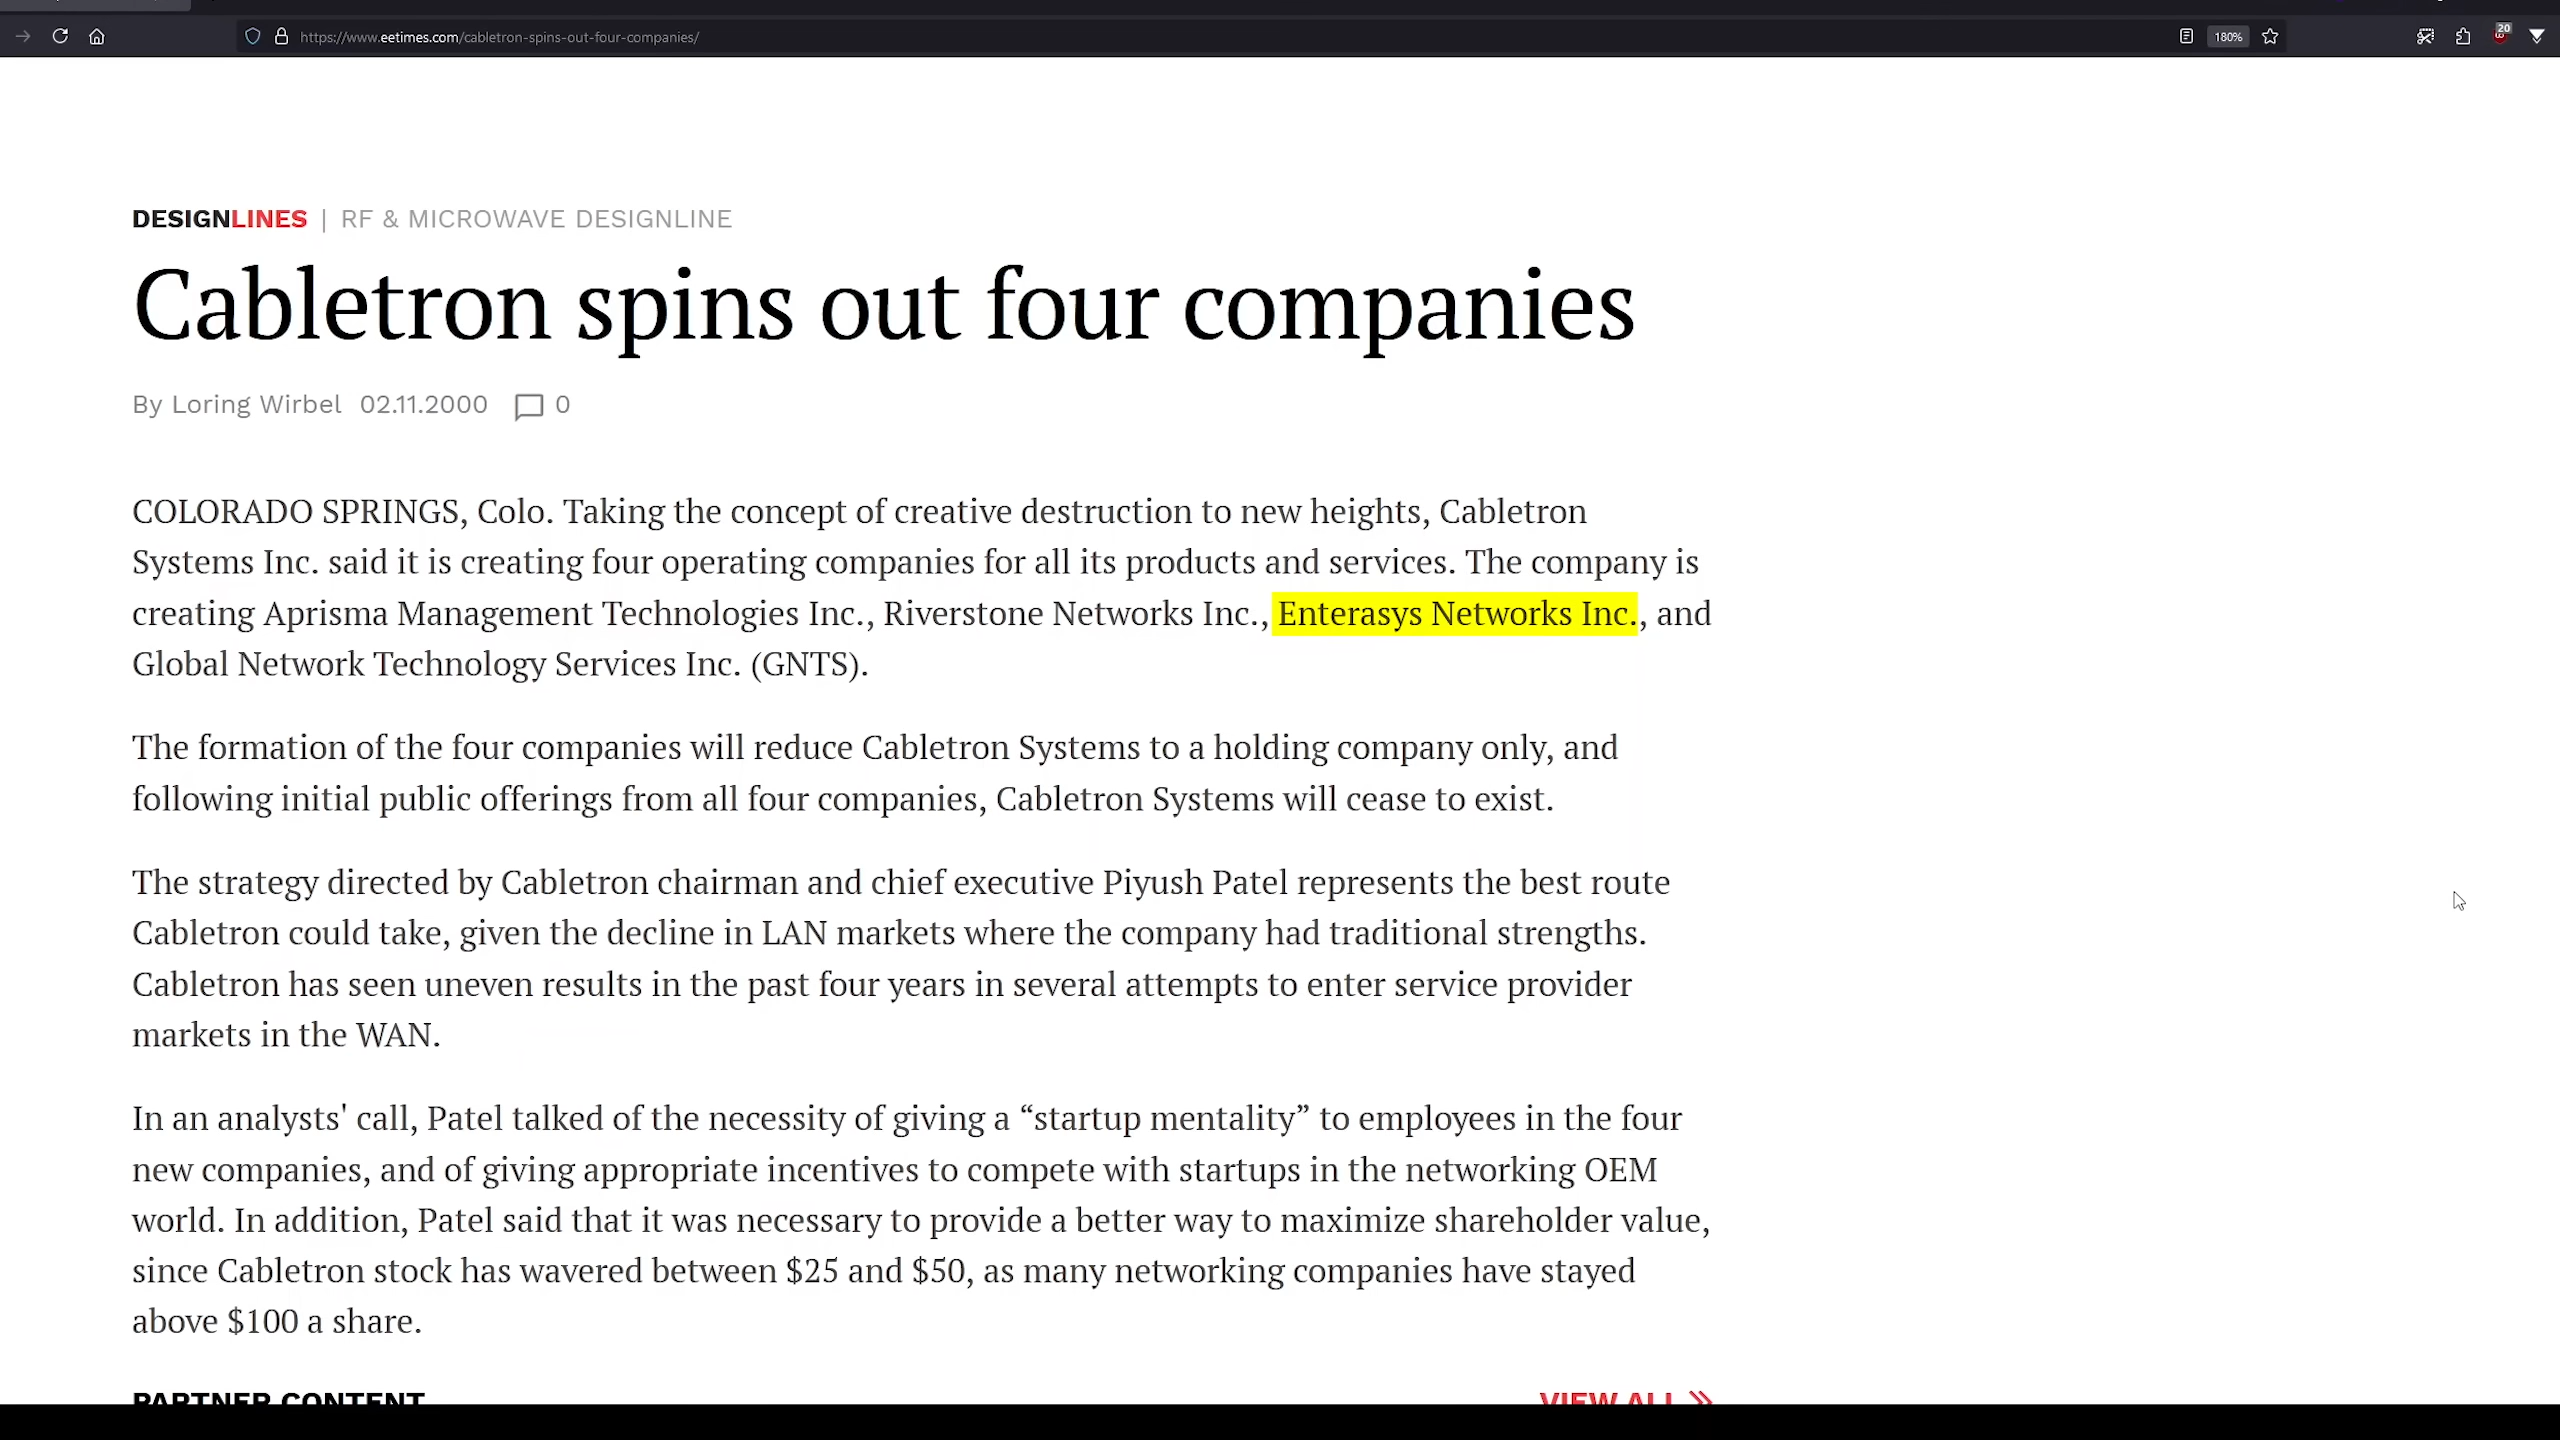 https://www.eetimes.com/cabletron-spins-out-four-companies/
180%
20
DESIGNLINES | RF & MICROWAVE DESIGNLINE
Cabletron spins out four companies
By Loring Wirbel 02.11.2000 0
COLORADO SPRINGS, Colo. Taking the concept of creative destruction to new heights, Cabletron
Systems Inc. said it is creating four operating companies for all its products and services. The company is
creating Aprisma Management Technologies Inc., Riverstone Networks Inc., Enterasys Networks Inc., and
Global Network Technology Services Inc. (GNTS).
The formation of the four companies will reduce Cabletron Systems to a holding company only, and
following initial public offerings from all four companies, Cabletron Systems will cease to exist.
The strategy directed by Cabletron chairman and chief executive Piyush Patel represents the best route
Cabletron could take, given the decline in LAN markets where the company had traditional strengths.
Cabletron has seen uneven results in the past four years in several attempts to enter service provider
markets in the WAN.
In an analysts' call, Patel talked of the necessity of giving a “startup mentality” to employees in the four
new companies, and of giving appropriate incentives to compete with startups in the networking OEM
world. In addition, Patel said that it was necessary to provide a better way to maximize shareholder value,
since Cabletron stock has wavered between $25 and $50, as many networking companies have stayed
above $100 a share.
PARTNER CONTENT
VIEW ALL